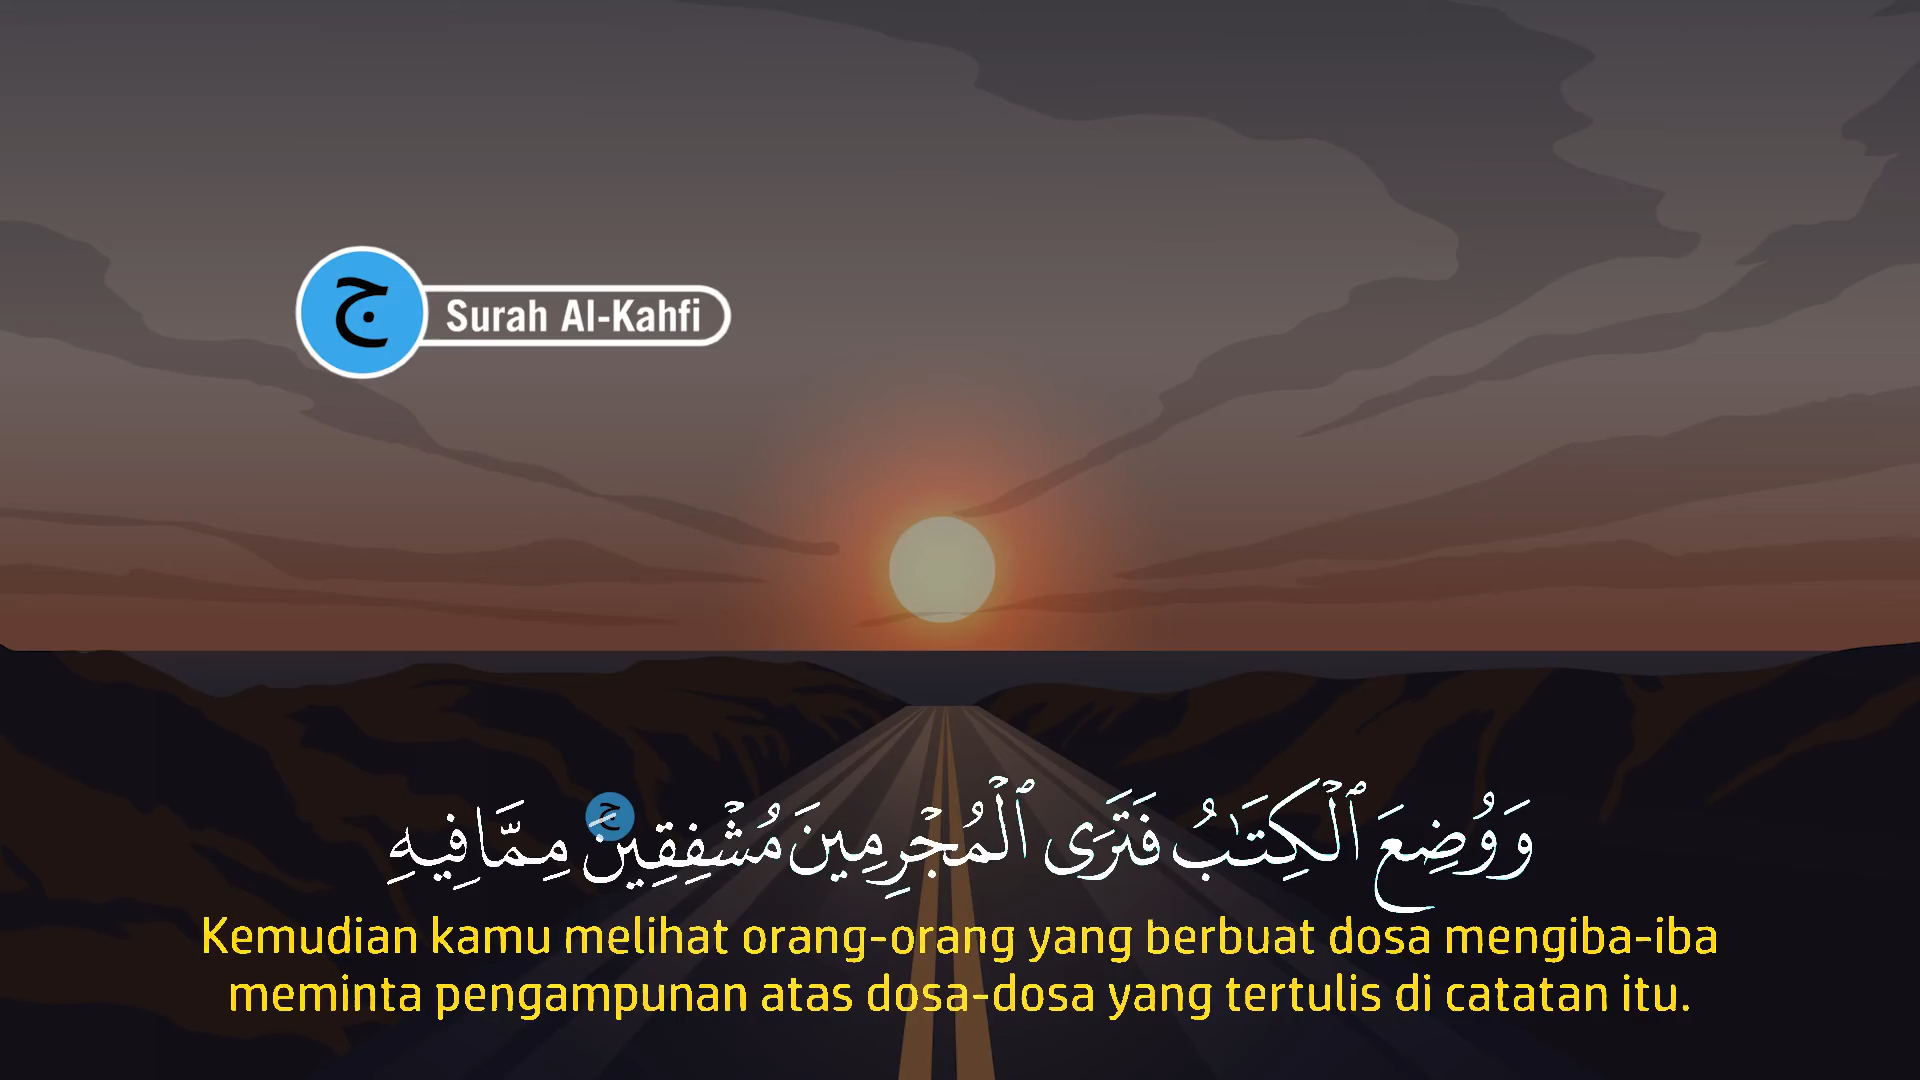 ج
Surah Al-Kahfi
ج
وَوُضِعَ ٱلْكِتَـٰبُ فَتَرَى ٱلْمُجْرِمِينَ مُشْفِقِينَ مِمَّا فِيهِ
Kemudian kamu melihat orang-orang yang berbuat dosa mengiba-iba
meminta pengampunan atas dosa-dosa yang tertulis di catatan itu.